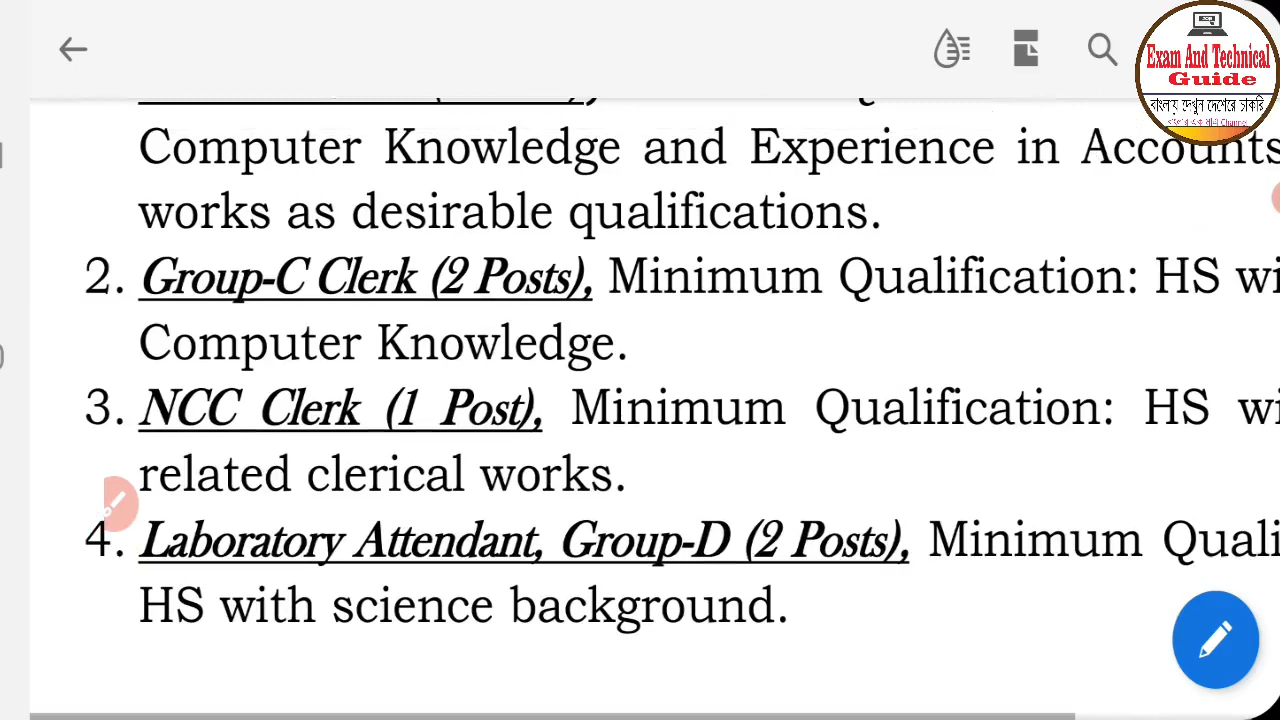 Exam And Technical
Guide
বাংলায় দেখুন দেশের চাকরি
Computer Knowledge and Experience in Accounts
works as desirable qualifications.
2. Group-C Clerk (2 Posts), Minimum Qualification: HS wi
Computer Knowledge.
3. NCC Clerk (1 Post), Minimum Qualification: HS wi
related clerical works.
4. Laboratory Attendant, Group-D (2 Posts), Minimum Quali
HS with science background.